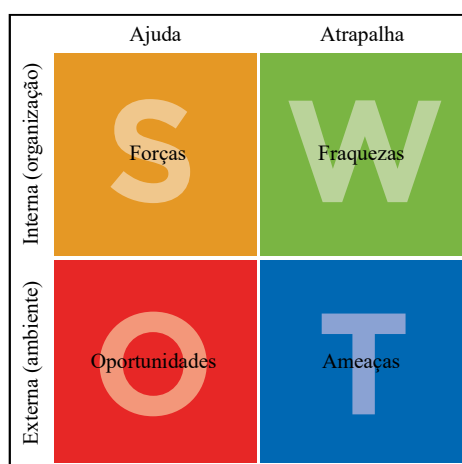 Ajuda
Atrapalha
Interna (organização)
S
Forças
W
Fraquezas
Externa (ambiente)
O
Oportunidades
T
Ameaças